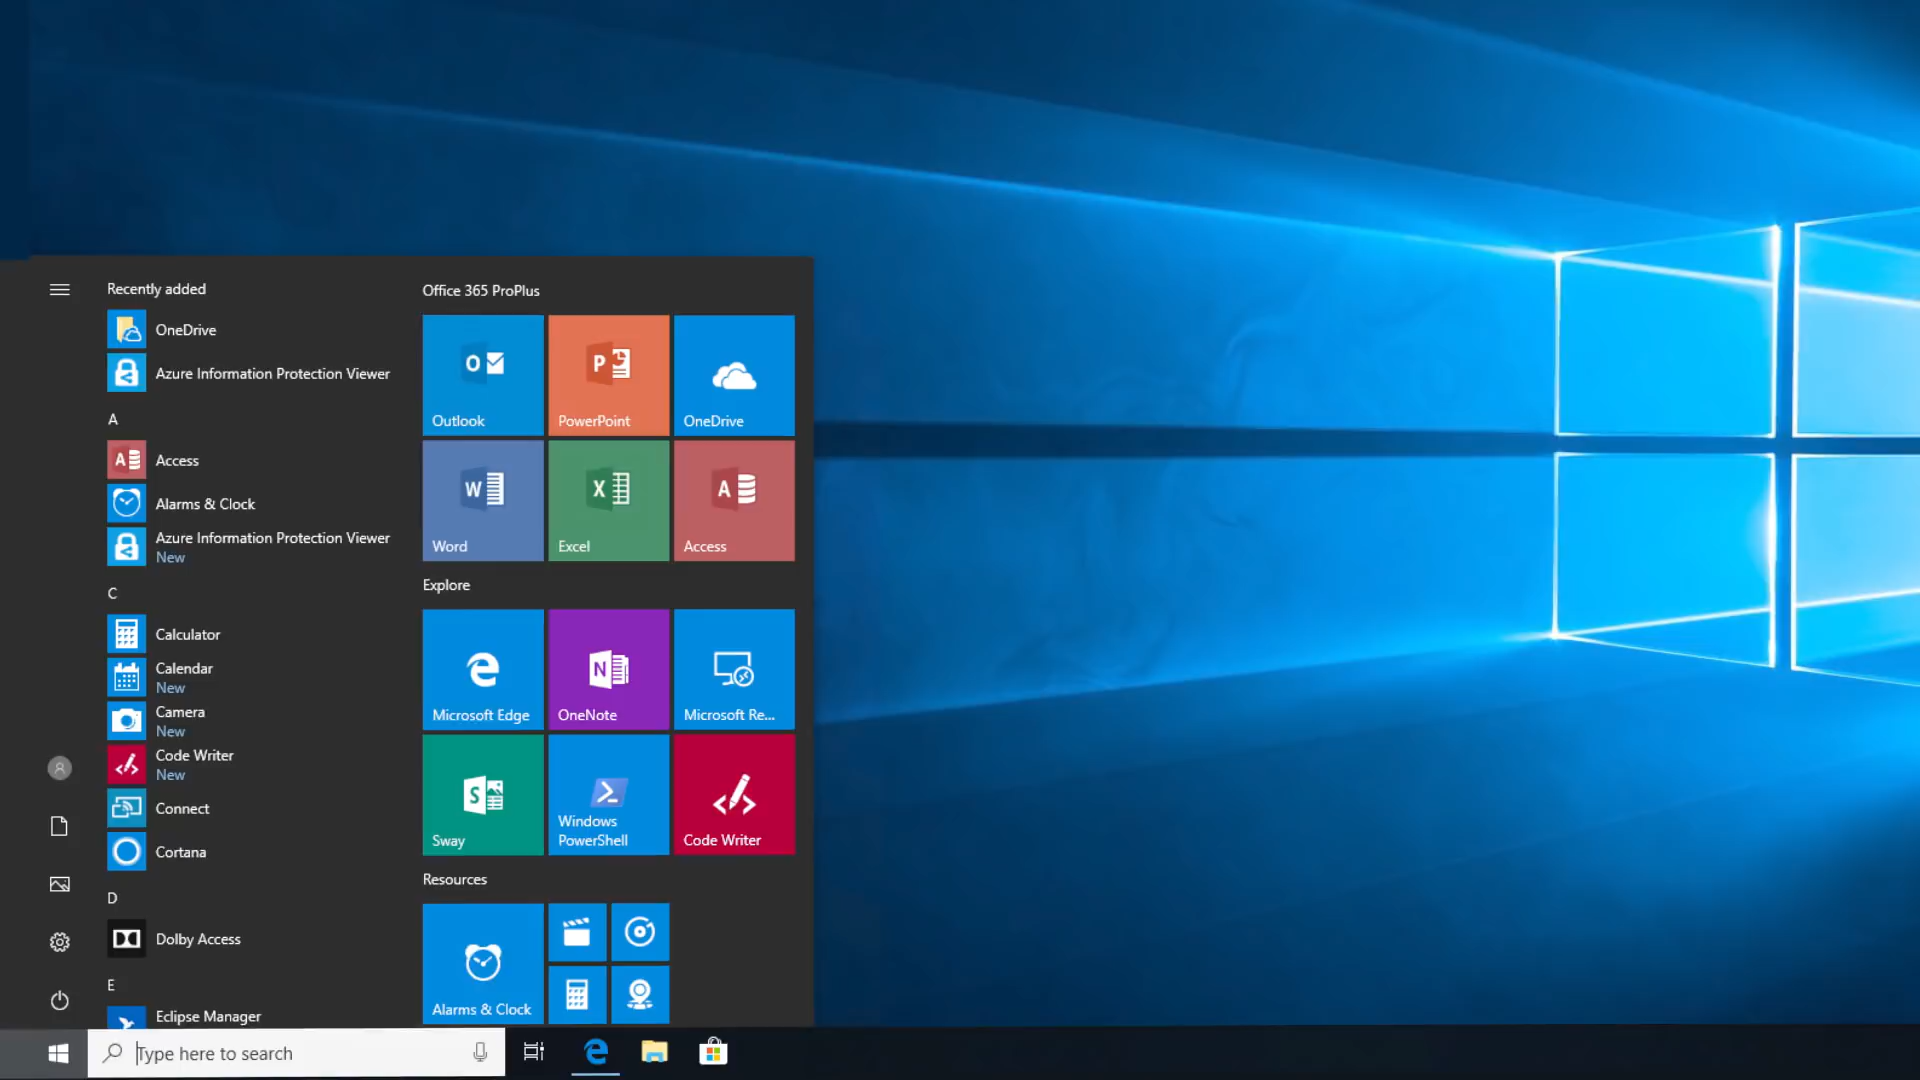 Recently added
OneDrive
Azure Information Protection Viewer
A
Access
Alarms & Clock
Azure Information Protection Viewer
New
C
Calculator
Calendar
New
Camera
New
Code Writer
New
Connect
Cortana
D
Dolby Access
E
Eclipse Manager
Office 365 ProPlus
Outlook
PowerPoint
OneDrive
Word
Excel
Access
Explore
Microsoft Edge
OneNote
Microsoft Re...
Sway
Windows
PowerShell
Code Writer
Resources
Alarms & Clock
Type here to search